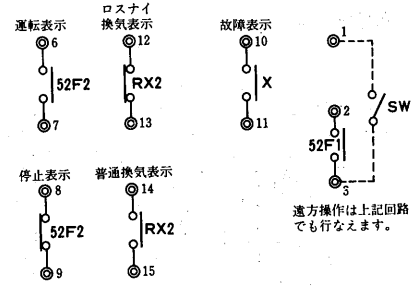 運転表示
6
52F2
7
ロスナイ
換気表示
12
RX2
13
故障表示
10
X
11
1
SW
2
52F1
3
遠方操作は上記回路
でも行なえます。
停止表示
8
52F2
9
普通換気表示
14
RX2
15